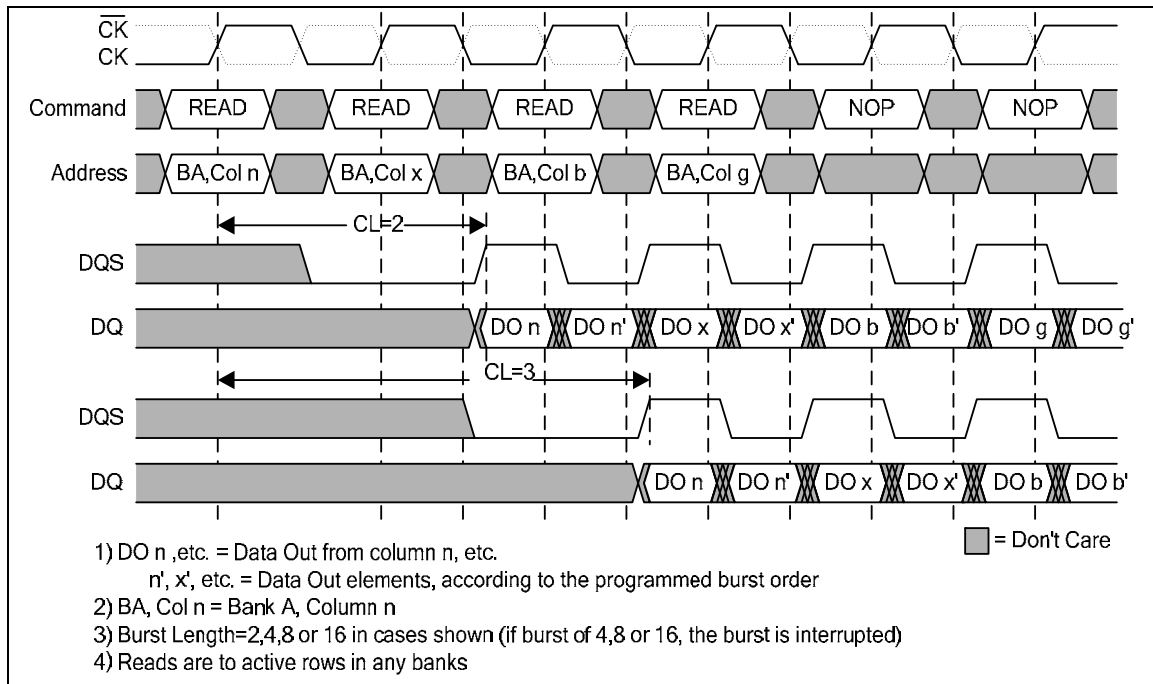 CK
CK
Command READ READ READ READ NOP NOP
Address BA,Col n BA,Col x BA,Col b BA,Col g
CL=2
DQS
DQ DO n DO n' DO x DO x' DO b DO b' DO g DO g'
CL=3
DQS
DQ DO n DO n' DO x DO x' DO b DO b'
= Don't Care
1) DO n ,etc. = Data Out from column n, etc.
n', x', etc. = Data Out elements, according to the programmed burst order
2) BA, Col n = Bank A, Column n
3) Burst Length=2,4,8 or 16 in cases shown (if burst of 4,8 or 16, the burst is interrupted)
4) Reads are to active rows in any banks